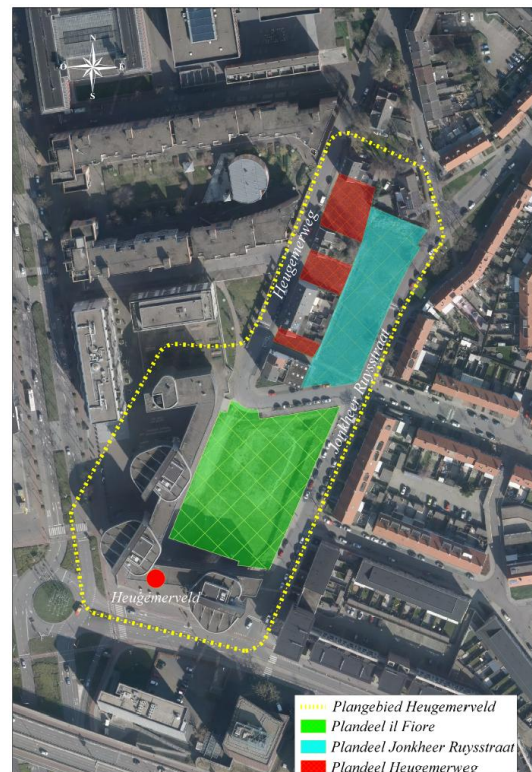 N
O
S
Heugemerweg
Jonkheer Ruysstraat
Heugemerveld
Plangebied Heugemerveld
Plandeel il Fiore
Plandeel Jonkheer Ruysstraat
Plandeel Heugemerweg